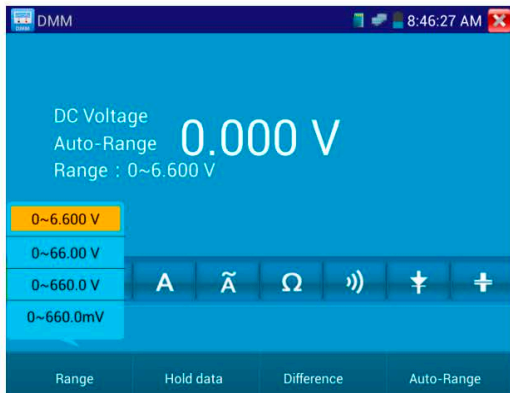 DMM
DMM
8:46:27 AM
DC Voltage
Auto-Range
0.000 V
Range : 0~6.600 V
0~6.600 V
0~66.00 V
0~660.0 V
0~660.0mV
A
Ã
Ω
Range
Hold data
Difference
Auto-Range